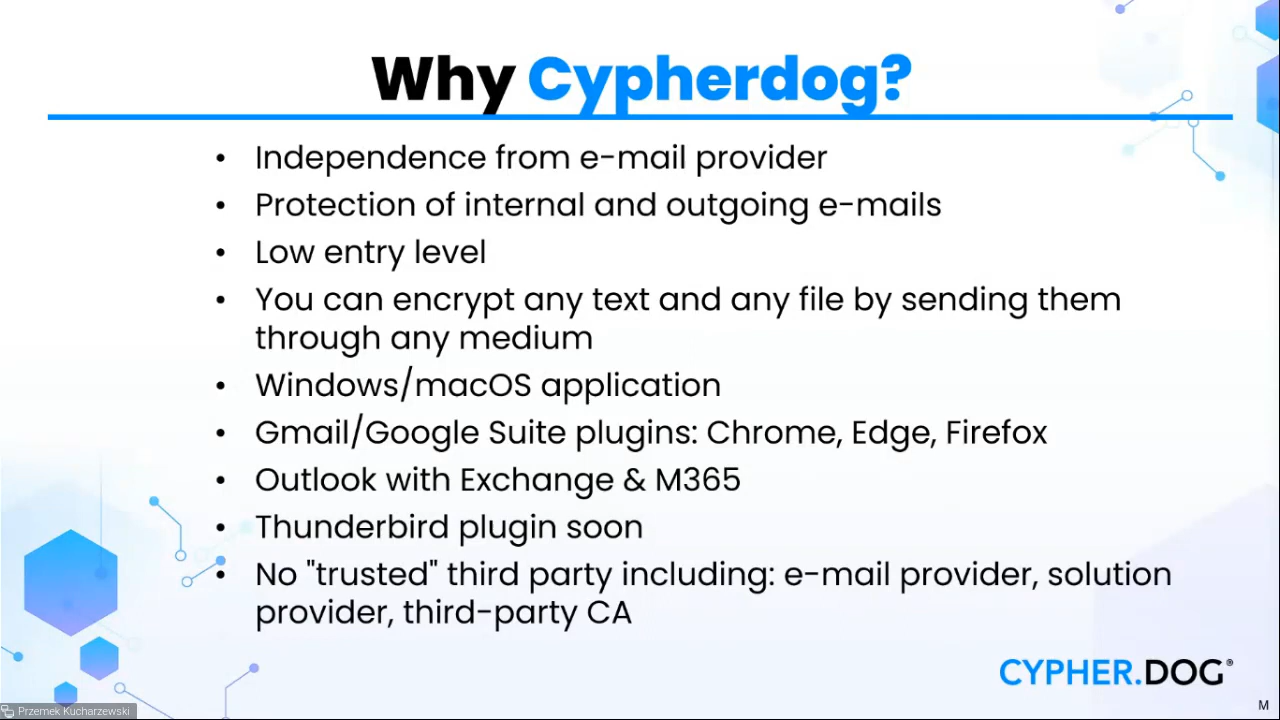 Why Cypherdog?
• Independence from e-mail provider
• Protection of internal and outgoing e-mails
• Low entry level
• You can encrypt any text and any file by sending them
through any medium
• Windows/macOS application
• Gmail/Google Suite plugins: Chrome, Edge, Firefox
• Outlook with Exchange & M365
• Thunderbird plugin soon
• No "trusted" third party including: e-mail provider, solution
provider, third-party CA
CYPHER.DOG®
Przemek Kucharzewski
M